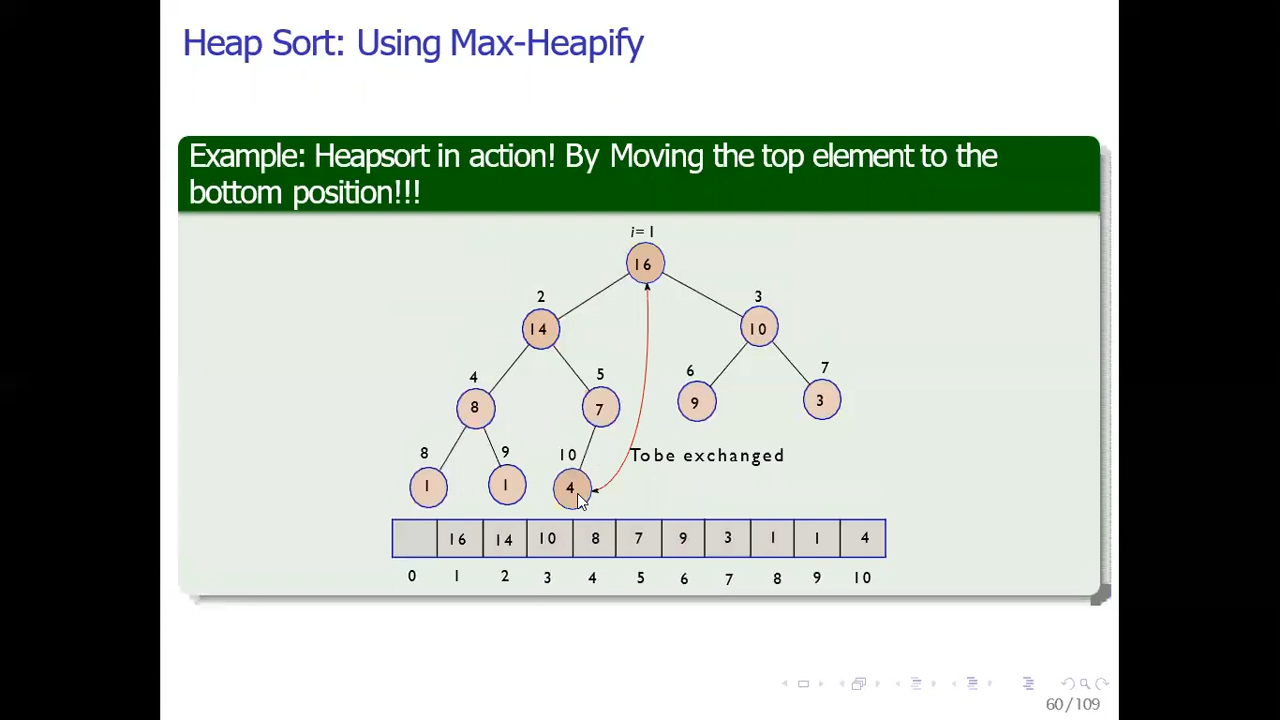 Heap Sort: Using Max-Heapify
Example: Heapsort in action! By Moving the top element to the
bottom position!!!
i= 1
16
2 3
14 10
4 5 6 7
8 7 9 3
8 9 10 Tobe exchanged
1 1 4
16 14 10 8 7 9 3 1 1 4
0 1 2 3 4 5 6 7 8 9 10
60/109